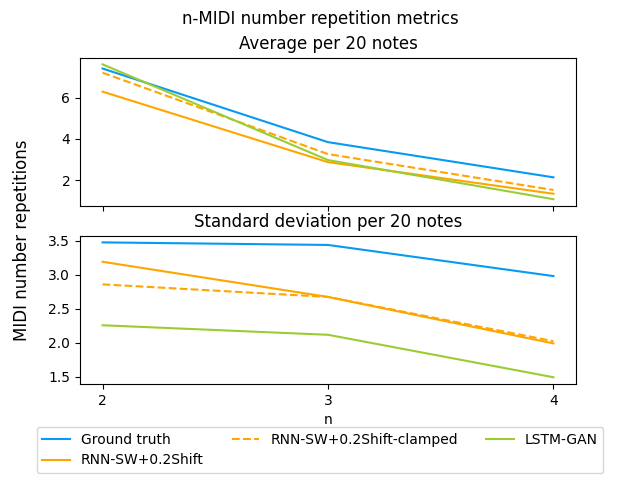 n-MIDI number repetition metrics
Average per 20 notes
6
4
2
Standard deviation per 20 notes
3.5
3.0
2.5
2.0
1.5
MIDI number repetitions
2 3 4
n
Ground truth
RNN-SW+0.2Shift
RNN-SW+0.2Shift-clamped
LSTM-GAN